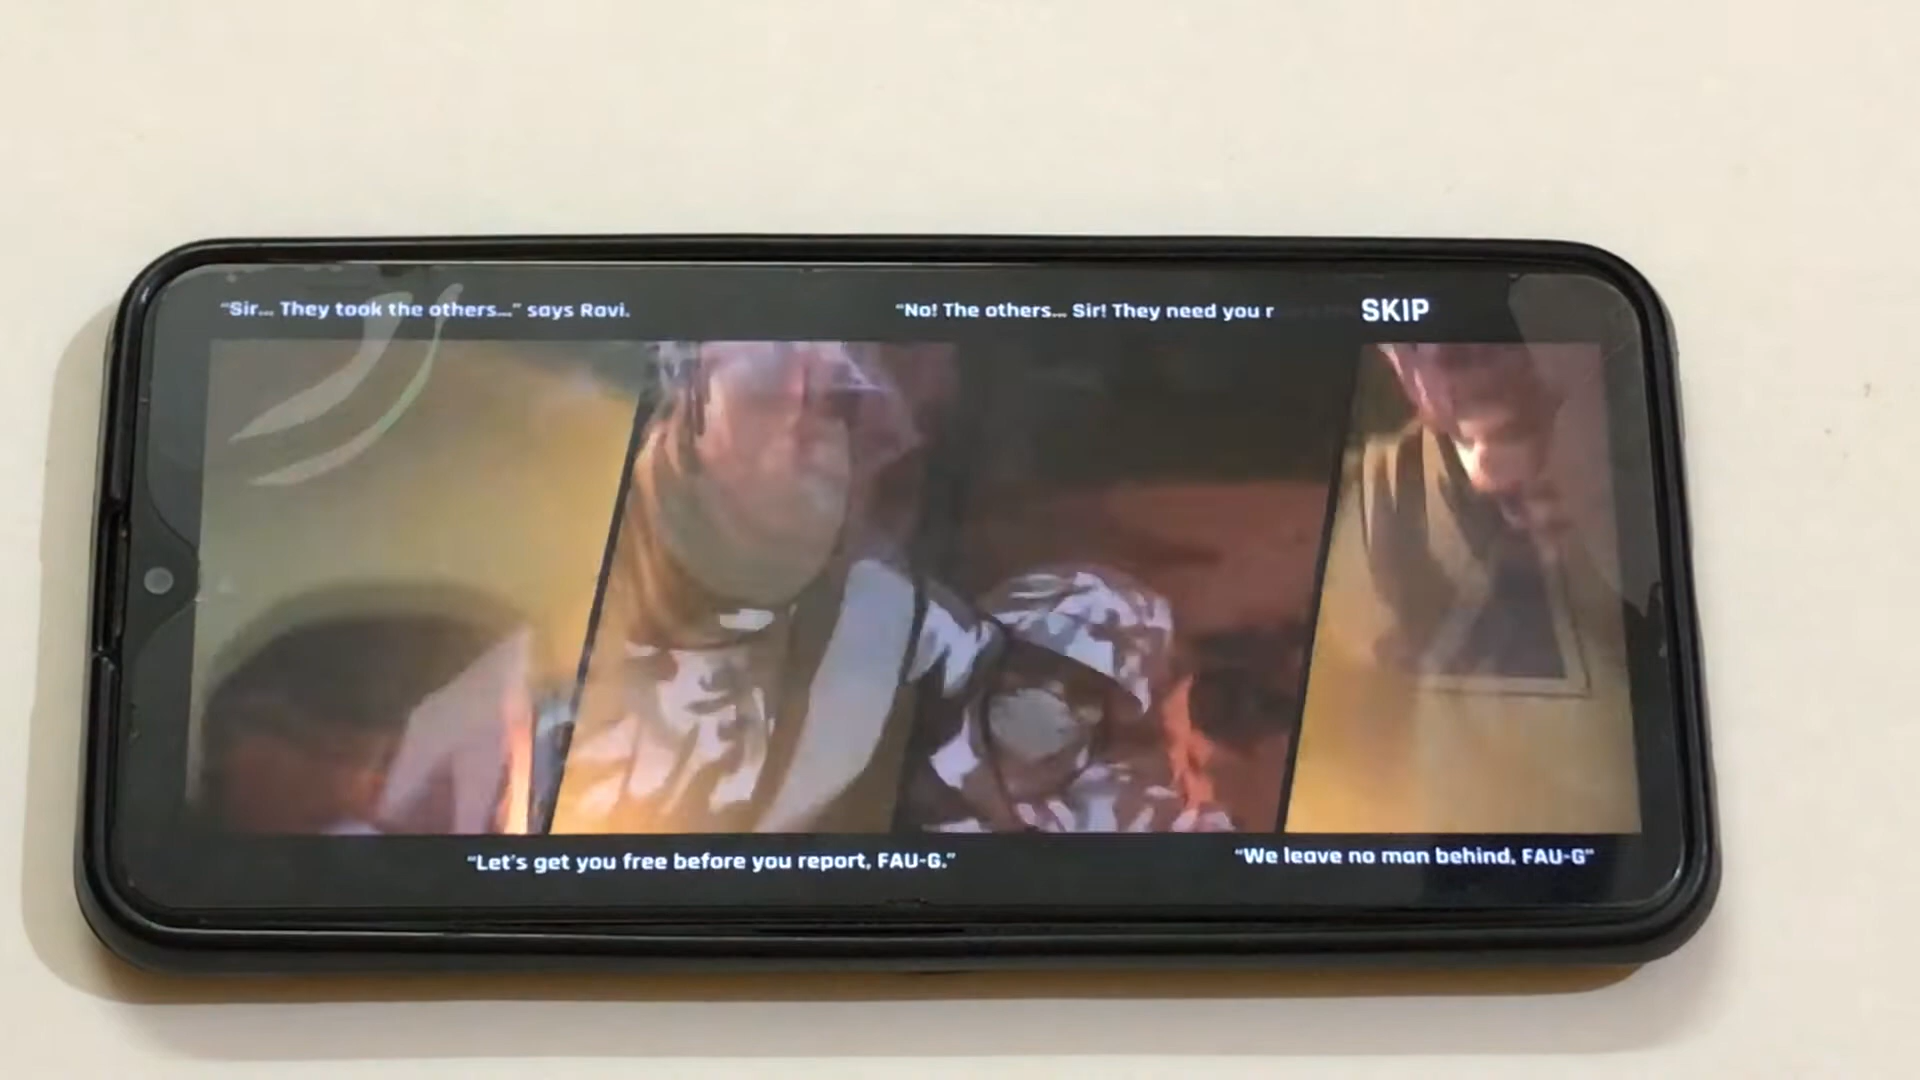 "Sir... They took the others..." says Ravi.
"No! The others... Sir! They need you
SKIP
"Let's get you free before you report, FAU-G."
"We leave no man behind, FAU-G"